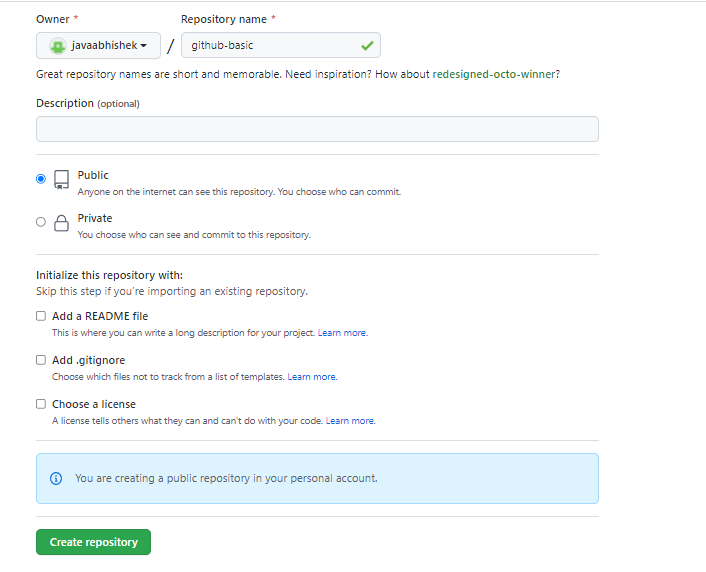 Owner * Repository name *
javaabhishek / github-basic
Great repository names are short and memorable. Need inspiration? How about redesigned-octo-winner?
Description (optional)
Public
Anyone on the internet can see this repository. You choose who can commit.
Private
You choose who can see and commit to this repository.
Initialize this repository with:
Skip this step if you're importing an existing repository.
Add a README file
This is where you can write a long description for your project. Learn more.
Add .gitignore
Choose which files not to track from a list of templates. Learn more.
Choose a license
A license tells others what they can and can't do with your code. Learn more.
You are creating a public repository in your personal account.
Create repository